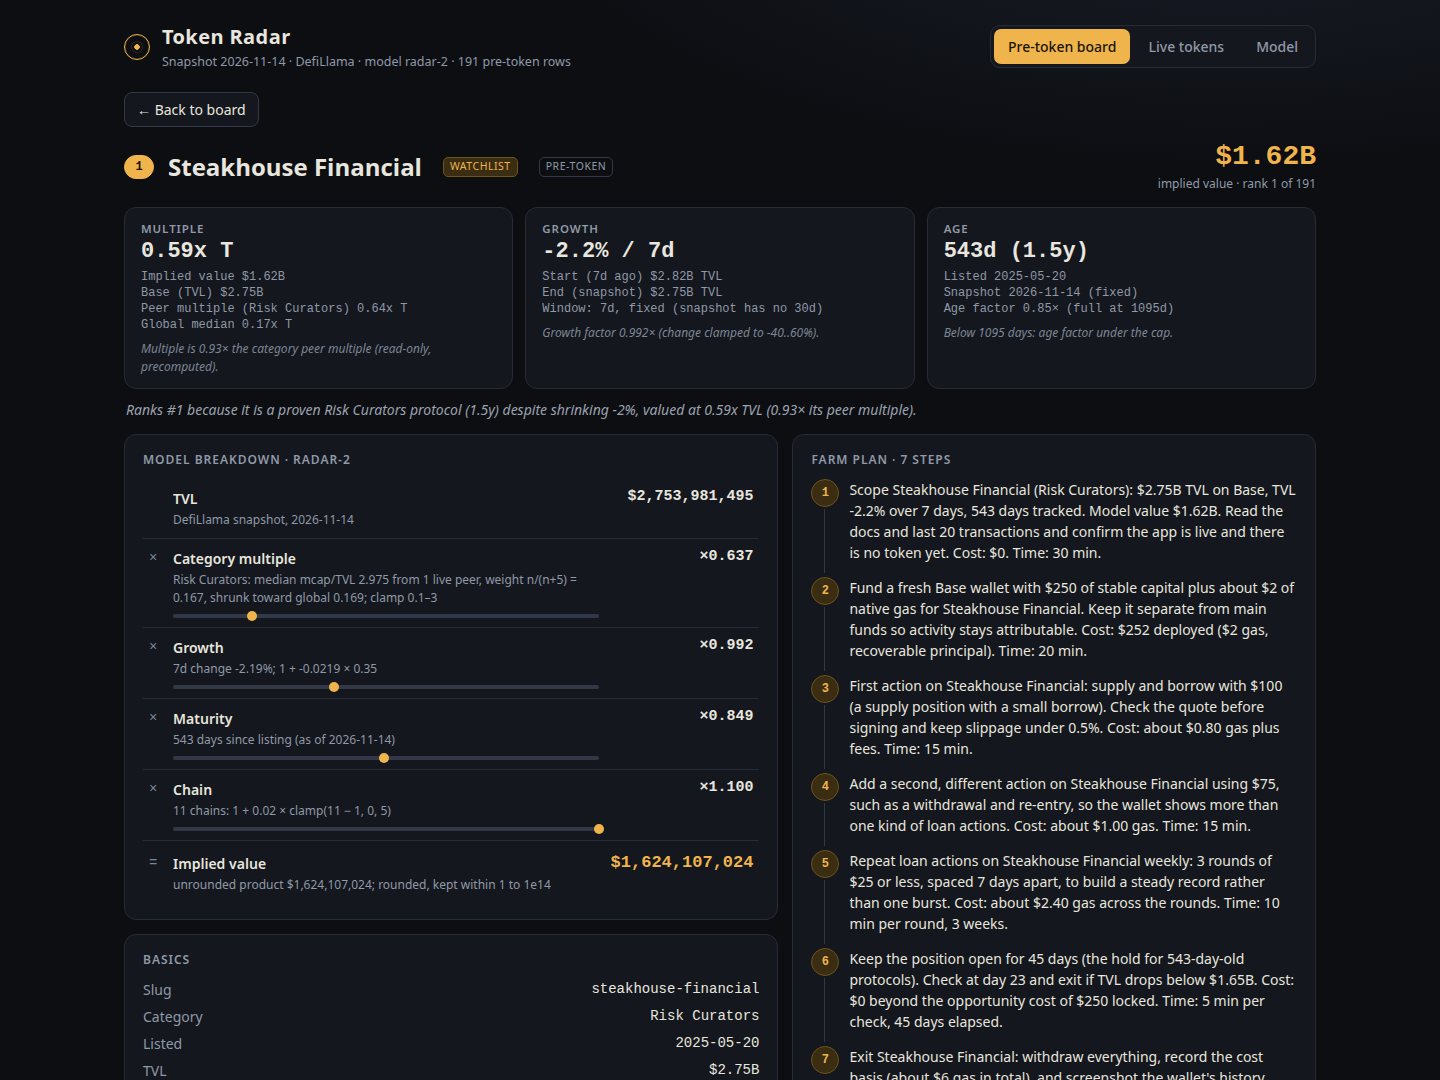 Token Radar
Snapshot 2026-11-14 · DefiLlama · model radar-2 · 191 pre-token rows
Pre-token board
Live tokens
Model
← Back to board
1
Steakhouse Financial
WATCHLIST
PRE-TOKEN
$1.62B
implied value · rank 1 of 191
MULTIPLE
0.59x T
Implied value $1.62B
Base (TVL) $2.75B
Peer multiple (Risk Curators) 0.64x T
Global median 0.17x T
Multiple is 0.93× the category peer multiple (read-only,
precomputed).
GROWTH
-2.2% / 7d
Start (7d ago) $2.82B TVL
End (snapshot) $2.75B TVL
Window: 7d, fixed (snapshot has no 30d)
Growth factor 0.992× (change clamped to -40..60%).
AGE
543d (1.5y)
Listed 2025-05-20
Snapshot 2026-11-14 (fixed)
Age factor 0.85× (full at 1095d)
Below 1095 days: age factor under the cap.
Ranks #1 because it is a proven Risk Curators protocol (1.5y) despite shrinking -2%, valued at 0.59x TVL (0.93× its peer multiple).
MODEL BREAKDOWN · RADAR-2
TVL
$2,753,981,495
DefiLlama snapshot, 2026-11-14
× Category multiple
×0.637
Risk Curators: median mcap/TVL 2.975 from 1 live peer, weight n/(n+5) =
0.167, shrunk toward global 0.169; clamp 0.1–3
× Growth
×0.992
7d change -2.19%; 1 + -0.0219 × 0.35
× Maturity
×0.849
543 days since listing (as of 2026-11-14)
× Chain
×1.100
11 chains: 1 + 0.02 × clamp(11 − 1, 0, 5)
= Implied value
$1,624,107,024
unrounded product $1,624,107,024; rounded, kept within 1 to 1e14
BASICS
Slug
steakhouse-financial
Category
Risk Curators
Listed
2025-05-20
TVL
$2.75B
FARM PLAN · 7 STEPS
1
Scope Steakhouse Financial (Risk Curators): $2.75B TVL on Base, TVL
-2.2% over 7 days, 543 days tracked. Model value $1.62B. Read the
docs and last 20 transactions and confirm the app is live and there
is no token yet. Cost: $0. Time: 30 min.
2
Fund a fresh Base wallet with $250 of stable capital plus about $2 of
native gas for Steakhouse Financial. Keep it separate from main
funds so activity stays attributable. Cost: $252 deployed ($2 gas,
recoverable principal). Time: 20 min.
3
First action on Steakhouse Financial: supply and borrow with $100
(a supply position with a small borrow). Check the quote before
signing and keep slippage under 0.5%. Cost: about $0.80 gas plus
fees. Time: 15 min.
4
Add a second, different action on Steakhouse Financial using $75,
such as a withdrawal and re-entry, so the wallet shows more than
one kind of loan actions. Cost: about $1.00 gas. Time: 15 min.
5
Repeat loan actions on Steakhouse Financial weekly: 3 rounds of
$25 or less, spaced 7 days apart, to build a steady record rather
than one burst. Cost: about $2.40 gas across the rounds. Time: 10
min per round, 3 weeks.
6
Keep the position open for 45 days (the hold for 543-day-old
protocols). Check at day 23 and exit if TVL drops below $1.65B. Cost:
$0 beyond the opportunity cost of $250 locked. Time: 5 min per
check, 45 days elapsed.
7
Exit Steakhouse Financial: withdraw everything, record the cost
basis (about $6 gas in total), and screenshot the wallet's history